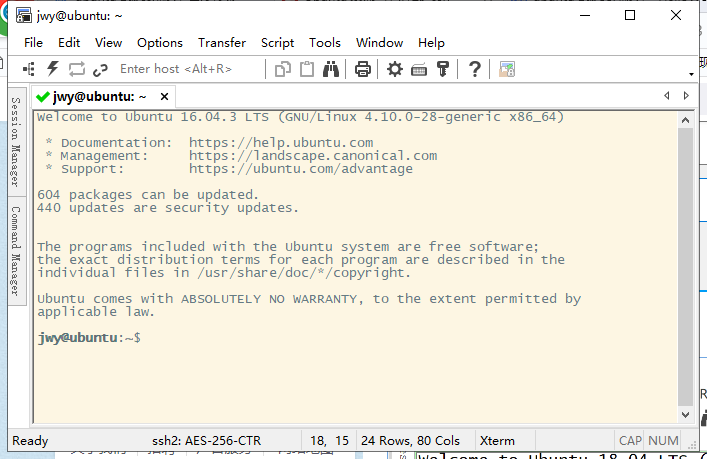 jwy@ubuntu: ~
File Edit View Options Transfer Script Tools Window Help
Enter host <Alt+R>
jwy@ubuntu: ~
Session Manager
Command Manager
Welcome to Ubuntu 16.04.3 LTS (GNU/Linux 4.10.0-28-generic x86_64)
* Documentation: https://help.ubuntu.com
* Management: https://landscape.canonical.com
* Support: https://ubuntu.com/advantage
604 packages can be updated.
440 updates are security updates.
The programs included with the Ubuntu system are free software;
the exact distribution terms for each program are described in the
individual files in /usr/share/doc/*/copyright.
Ubuntu comes with ABSOLUTELY NO WARRANTY, to the extent permitted by
applicable law.
jwy@ubuntu:~$
Ready ssh2: AES-256-CTR 18, 15 24 Rows, 80 Cols Xterm CAP NUM
Welcome to Ubuntu 18.04 LTS (